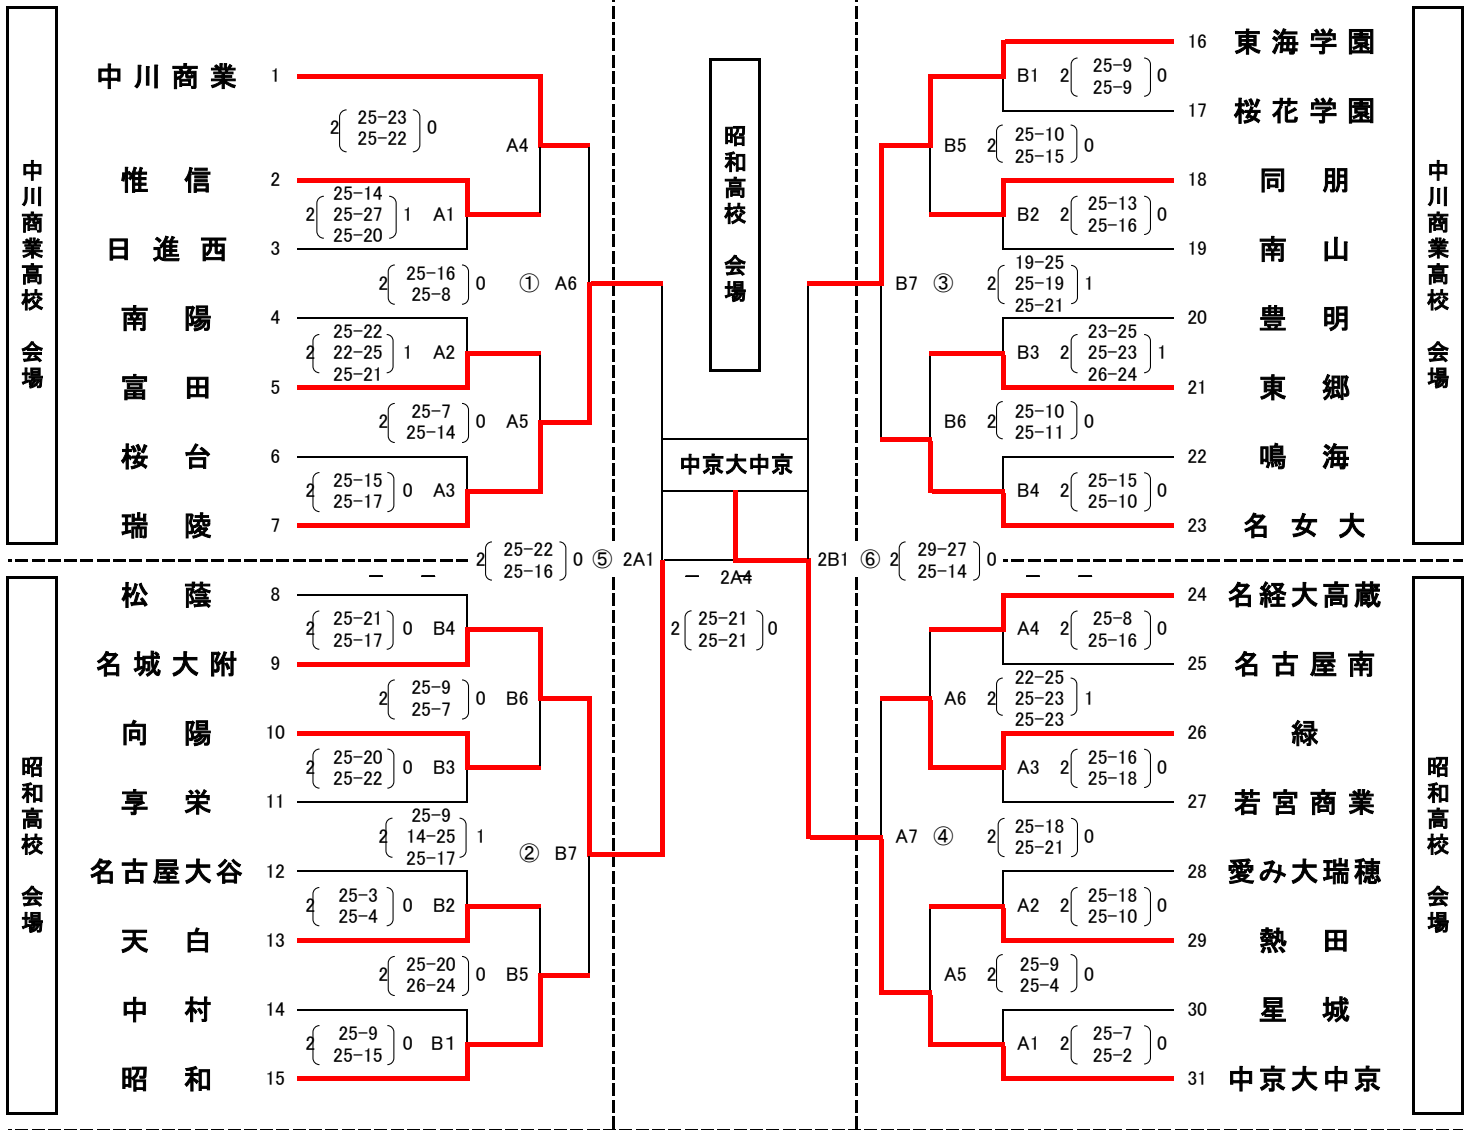 中川商業高校 会場
中川商業 1
2 25-23 0
25-22
A4
惟信 2
25-14
2 25-27 1 A1
25-20
日進西 3
2 25-16 0 ① A6
25-8
南陽 4
25-22
2 22-25 1 A2
25-21
富田 5
2 25-7 0 A5
25-14
桜台 6
2 25-15 0 A3
25-17
瑞陵 7
昭和高校 会場
松蔭 8
2 25-21 0 B4
25-17
名城大附 9
2 25-9 0 B6
25-7
向陽 10
2 25-20 0 B3
25-22
享栄 11
25-9
2 14-25 1 ② B7
25-17
名古屋大谷 12
2 25-3 0 B2
25-4
天白 13
2 25-20 0 B5
26-24
中村 14
2 25-9 0 B1
25-15
昭和 15
昭和高校 会場
中京大中京
2 25-22 0 ⑤ 2A1
25-16
2B1 ⑥ 2 29-27 0
25-14
— — — 2A4 — — —
2 25-21 0
25-21
中川商業高校 会場
16 東海学園
B1 2 25-9 0
25-9
17 桜花学園
B5 2 25-10 0
25-15
18 同朋
B2 2 25-13 0
25-16
19 南山
19-25
B7 ③ 2 25-19 1
25-21
20 豊明
23-25
B3 2 25-23 1
26-24
21 東郷
B6 2 25-10 0
25-11
22 鳴海
B4 2 25-15 0
25-10
23 名女大
昭和高校 会場
24 名経大高蔵
A4 2 25-8 0
25-16
25 名古屋南
22-25
A6 2 25-23 1
25-23
26 緑
A3 2 25-16 0
25-18
27 若宮商業
A7 ④ 2 25-18 0
25-21
28 愛み大瑞穂
A2 2 25-18 0
25-10
29 熱田
A5 2 25-9 0
25-4
30 星城
A1 2 25-7 0
25-2
31 中京大中京